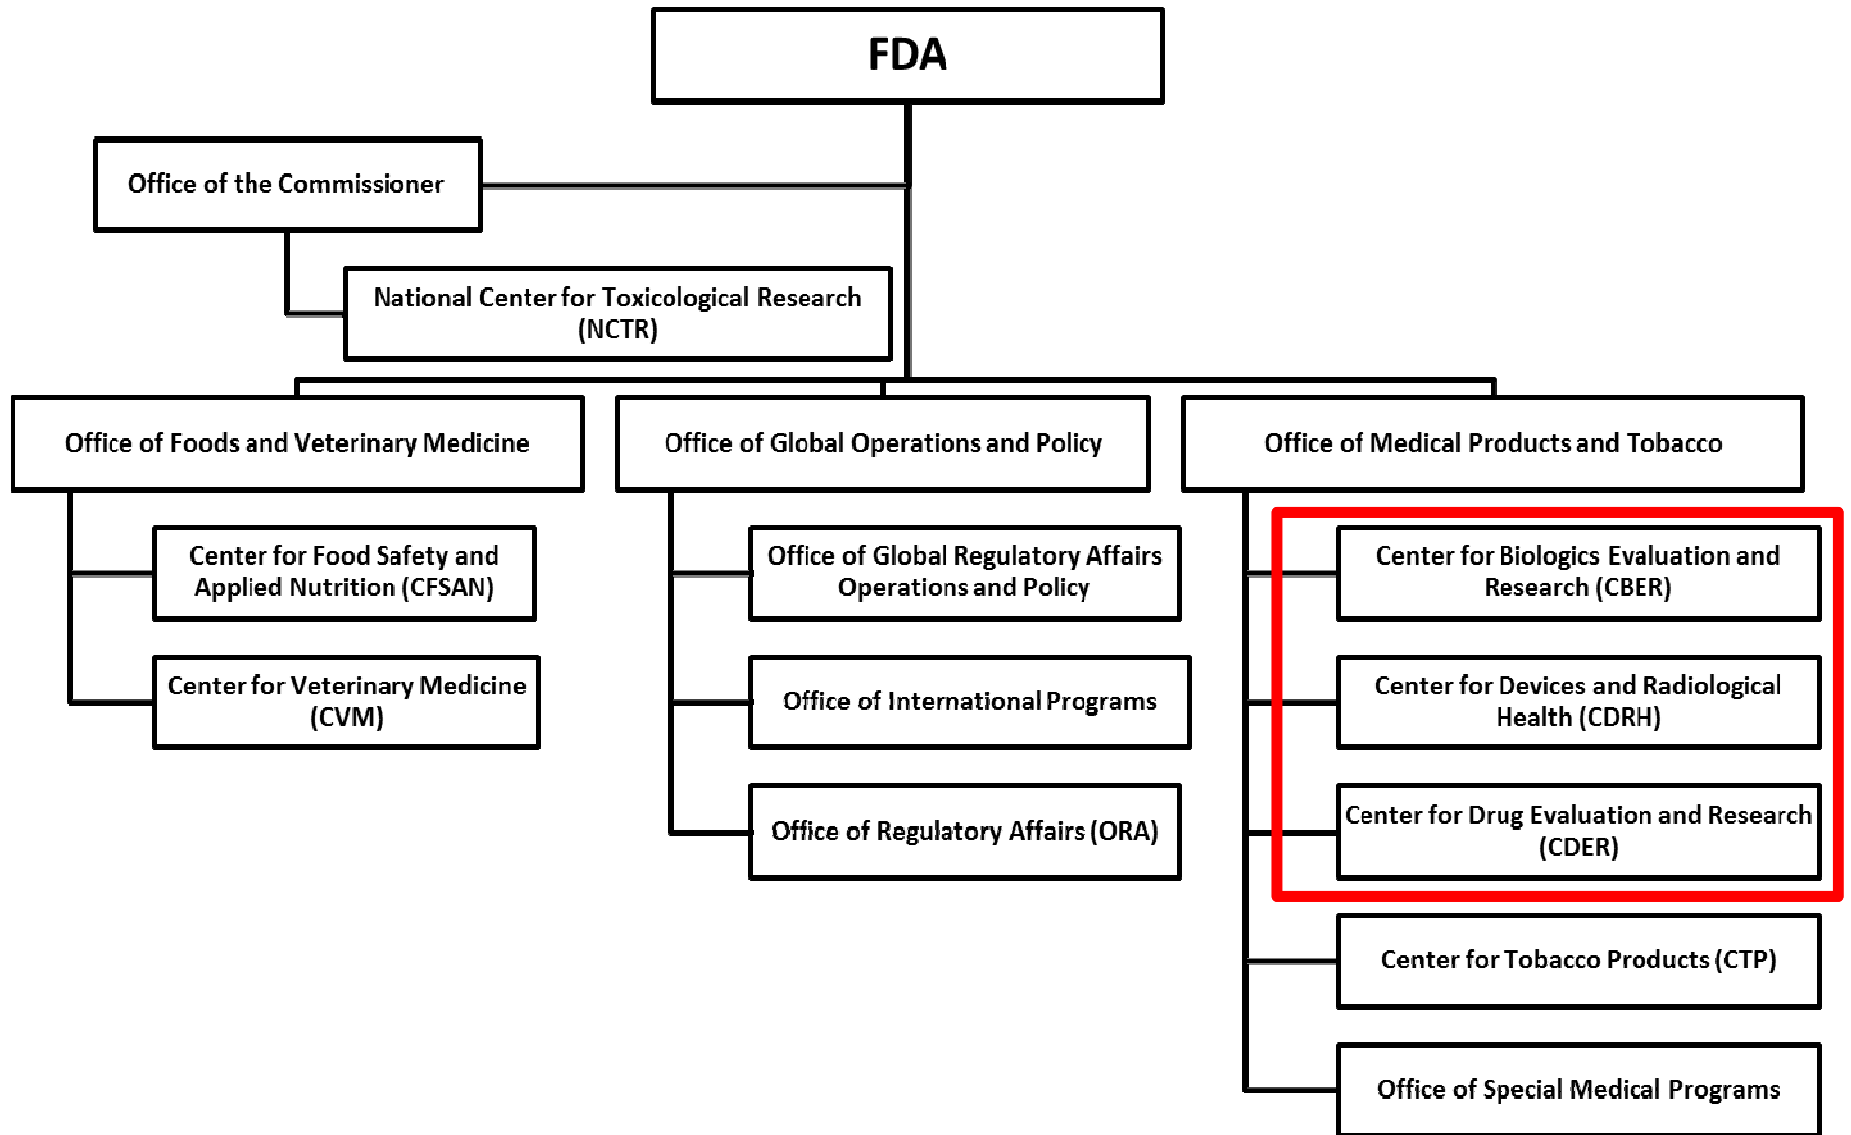 FDA
Office of the Commissioner
National Center for Toxicological Research
(NCTR)
Office of Foods and Veterinary Medicine
Center for Food Safety and
Applied Nutrition (CFSAN)
Center for Veterinary Medicine
(CVM)
Office of Global Operations and Policy
Office of Global Regulatory Affairs
Operations and Policy
Office of International Programs
Office of Regulatory Affairs (ORA)
Office of Medical Products and Tobacco
Center for Biologics Evaluation and
Research (CBER)
Center for Devices and Radiological
Health (CDRH)
Center for Drug Evaluation and Research
(CDER)
Center for Tobacco Products (CTP)
Office of Special Medical Programs